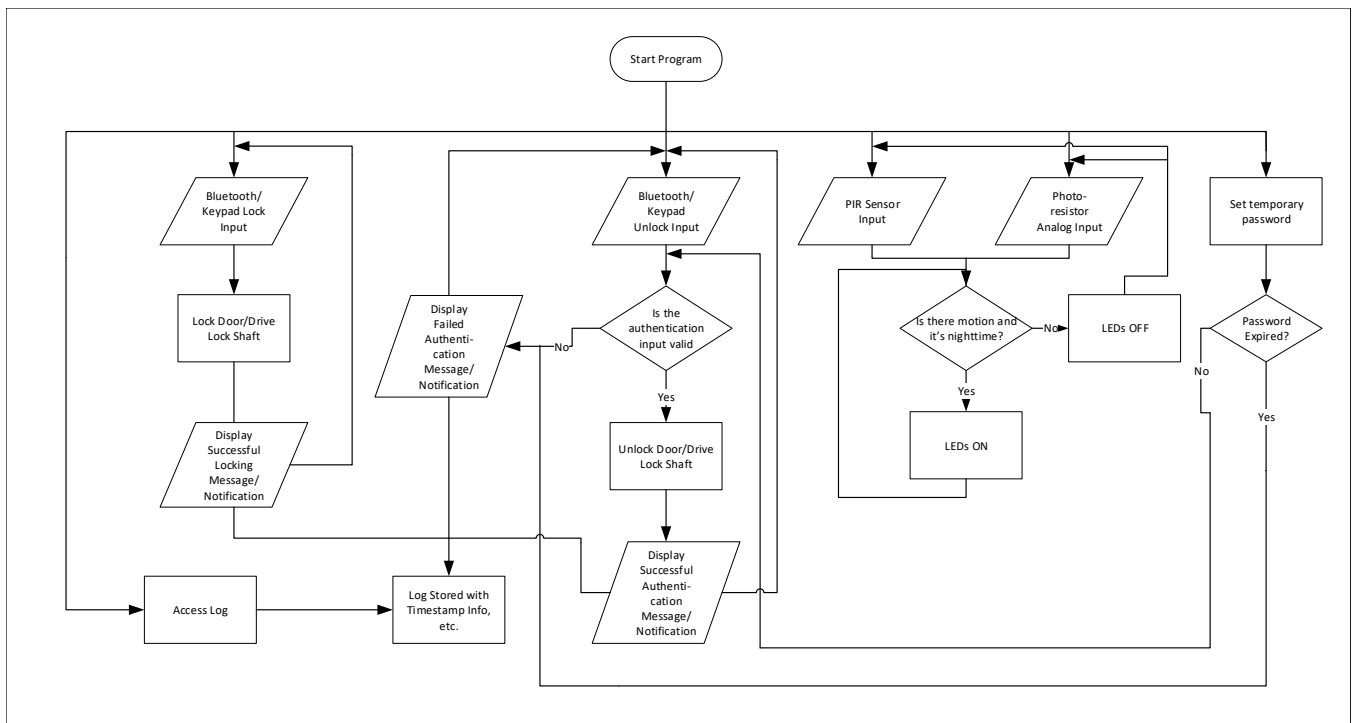 Start Program
Bluetooth/
Keypad Lock
Input
Bluetooth/
Keypad
Unlock Input
PIR Sensor
Input
Photo-
resistor
Analog Input
Set temporary
password
Lock Door/Drive
Lock Shaft
Display
Failed
Authenti-
cation
Message/
Notification
No
Is the
authentication
input valid
Yes
Is there motion and
it's nighttime?
No
LEDs OFF
Yes
LEDs ON
Password
Expired?
No
Yes
Display
Successful
Locking
Message/
Notification
Unlock Door/Drive
Lock Shaft
Access Log
Log Stored with
Timestamp Info,
etc.
Display
Successful
Authenti-
cation
Message/
Notification